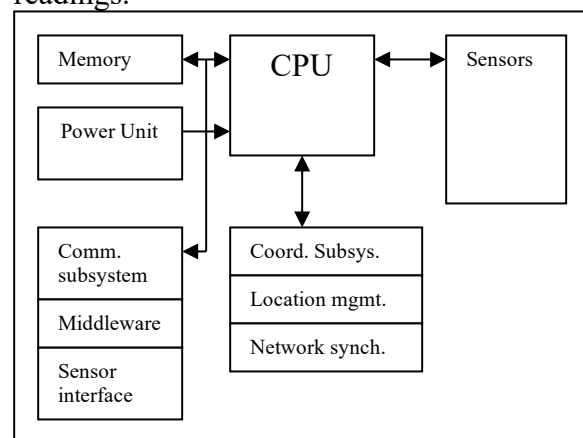 readings.
Memory
CPU
Sensors
Power Unit
Comm.
subsystem
Middleware
Sensor
interface
Coord. Subsys.
Location mgmt.
Network synch.